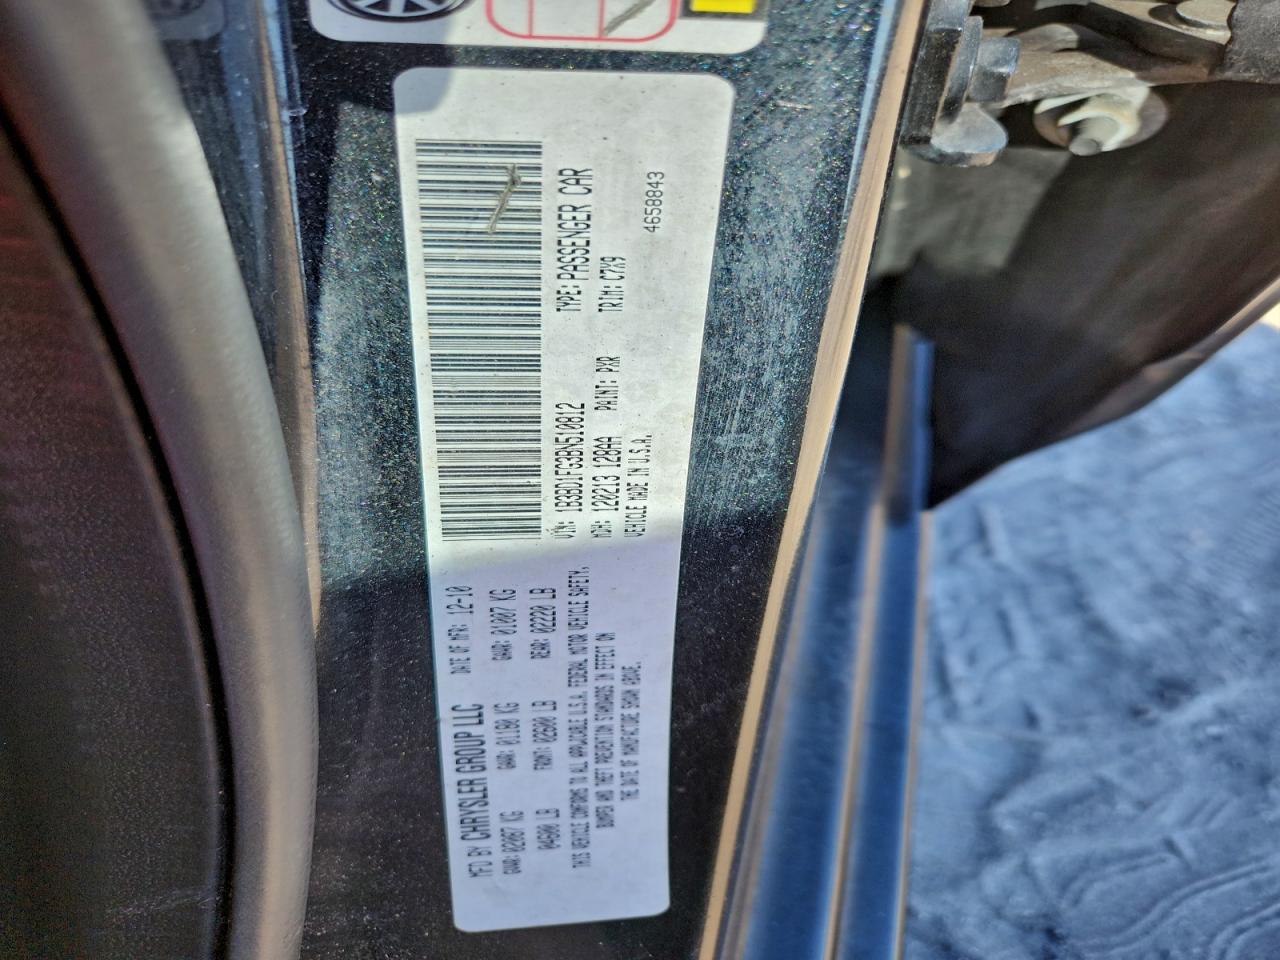 MFD BY CHRYSLER GROUP LLC DATE OF MFR: 12-10
GVWR: 02087 KG GAWR: 01180 KG GAWR: 01007 KG
04600 LB FRONT: 02600 LB REAR: 02220 LB
THIS VEHICLE CONFORMS TO ALL APPLICABLE U.S.A. FEDERAL MOTOR VEHICLE SAFETY,
BUMPER AND THEFT PREVENTION STANDARDS IN EFFECT ON
THE DATE OF MANUFACTURE SHOWN ABOVE.
VIN: 1B3BD1FG3BN510812 TYPE: PASSENGER CAR
MDH: 120213 128AA PAINT: PXR TRIM: C7X9
VEHICLE MADE IN U.S.A. 4658843